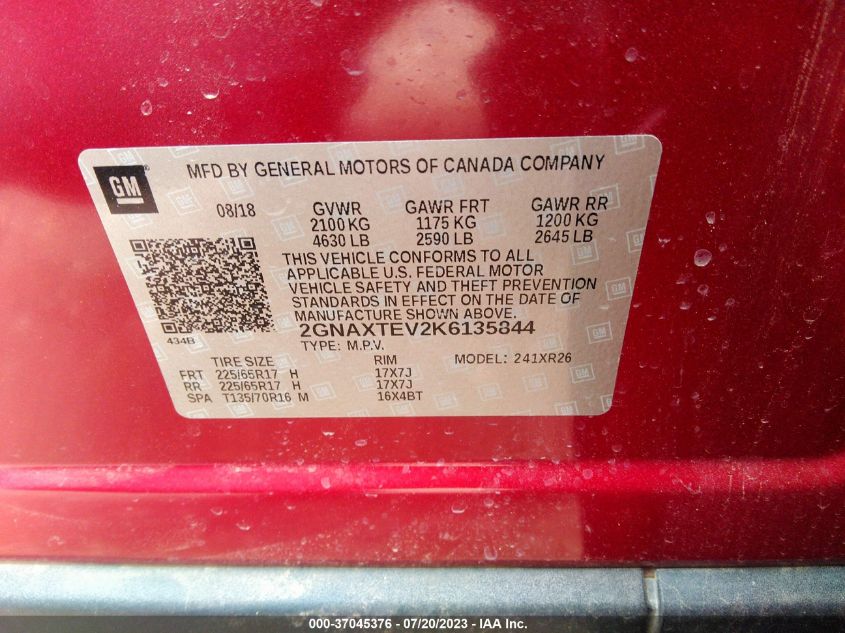 GM
MFD BY GENERAL MOTORS OF CANADA COMPANY
08/18 GVWR GAWR FRT GAWR RR
2100 KG 1175 KG 1200 KG
4630 LB 2590 LB 2645 LB
THIS VEHICLE CONFORMS TO ALL
APPLICABLE U.S. FEDERAL MOTOR
VEHICLE SAFETY AND THEFT PREVENTION
STANDARDS IN EFFECT ON THE DATE OF
MANUFACTURE SHOWN ABOVE.
434B
2GNAXTEV2K6135844
TYPE: M.P.V.
TIRE SIZE RIM MODEL: 241XR26
FRT 225/65R17 H 17X7J
RR 225/65R17 H 17X7J
SPA T135/70R16 M 16X4BT
000-37045376 - 07/20/2023 - IAA Inc.